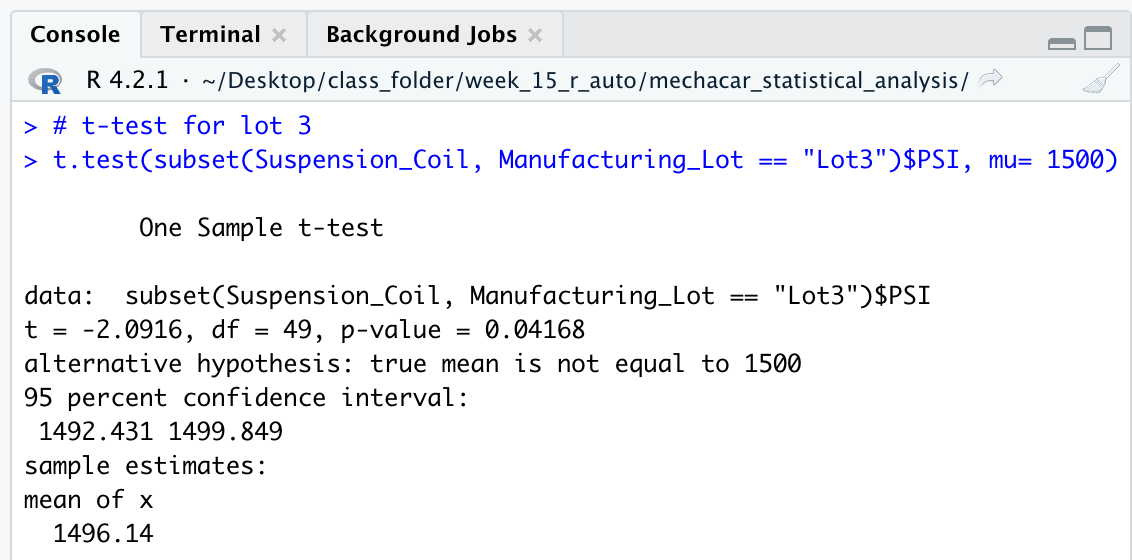 Console Terminal × Background Jobs ×
R R 4.2.1 · ~/Desktop/class_folder/week_15_r_auto/mechacar_statistical_analysis/
> # t-test for lot 3
> t.test(subset(Suspension_Coil, Manufacturing_Lot == "Lot3")$PSI, mu= 1500)
One Sample t-test
data:  subset(Suspension_Coil, Manufacturing_Lot == "Lot3")$PSI
t = -2.0916, df = 49, p-value = 0.04168
alternative hypothesis: true mean is not equal to 1500
95 percent confidence interval:
 1492.431 1499.849
sample estimates:
mean of x
  1496.14